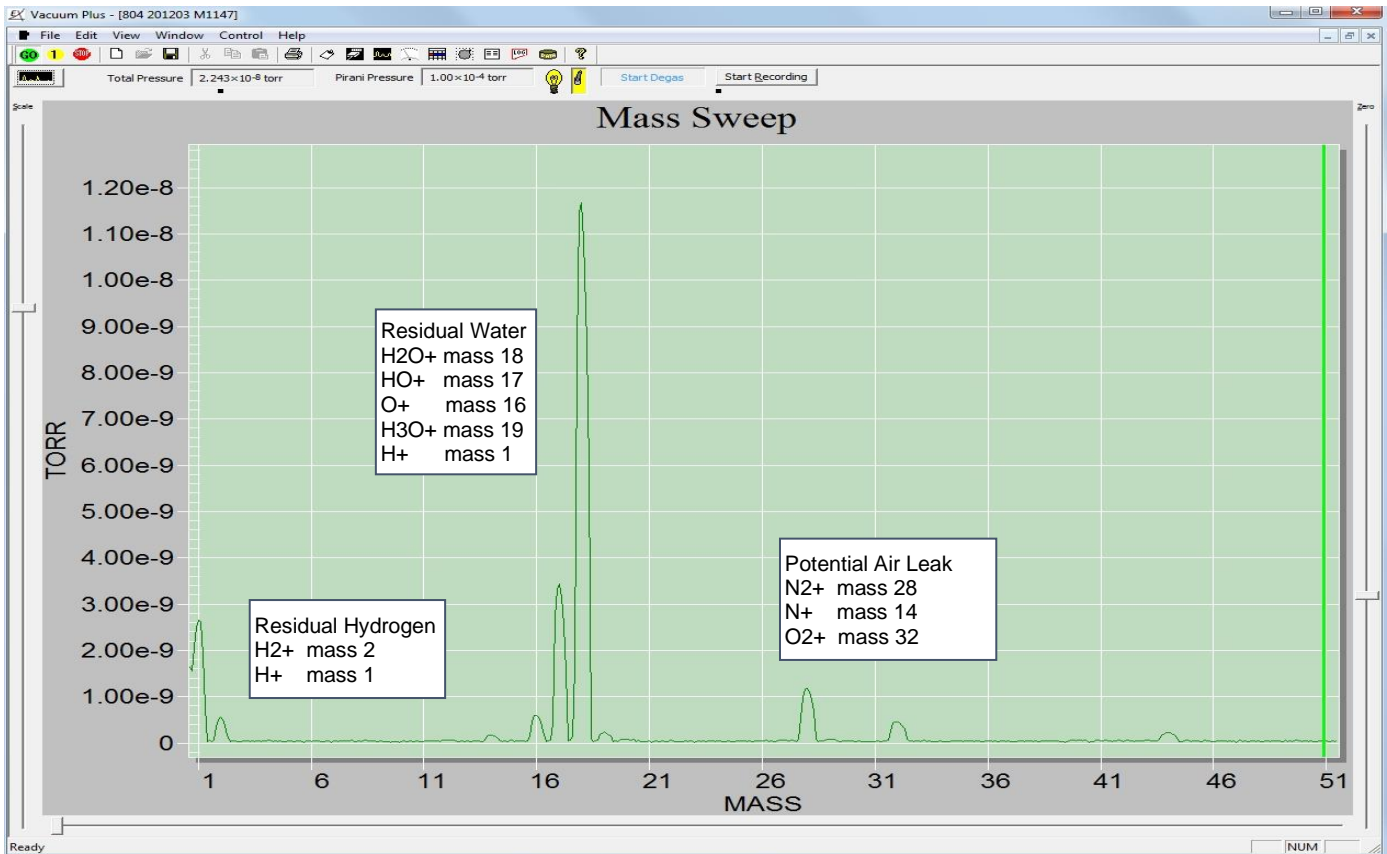 EX Vacuum Plus - [804 201203 M1147]
File Edit View Window Control Help
GO 1 STOP LOG ?
Total Pressure 2.243×10-8 torr Pirani Pressure 1.00×10-4 torr Start Degas Start Recording
Scale
Zero
Mass Sweep
1.20e-8
1.10e-8
1.00e-8
9.00e-9
8.00e-9
7.00e-9
6.00e-9
5.00e-9
4.00e-9
3.00e-9
2.00e-9
1.00e-9
0
TORR
Residual Water
H2O+ mass 18
HO+ mass 17
O+ mass 16
H3O+ mass 19
H+ mass 1
Residual Hydrogen
H2+ mass 2
H+ mass 1
Potential Air Leak
N2+ mass 28
N+ mass 14
O2+ mass 32
1 6 11 16 21 26 31 36 41 46 51
MASS
Ready NUM